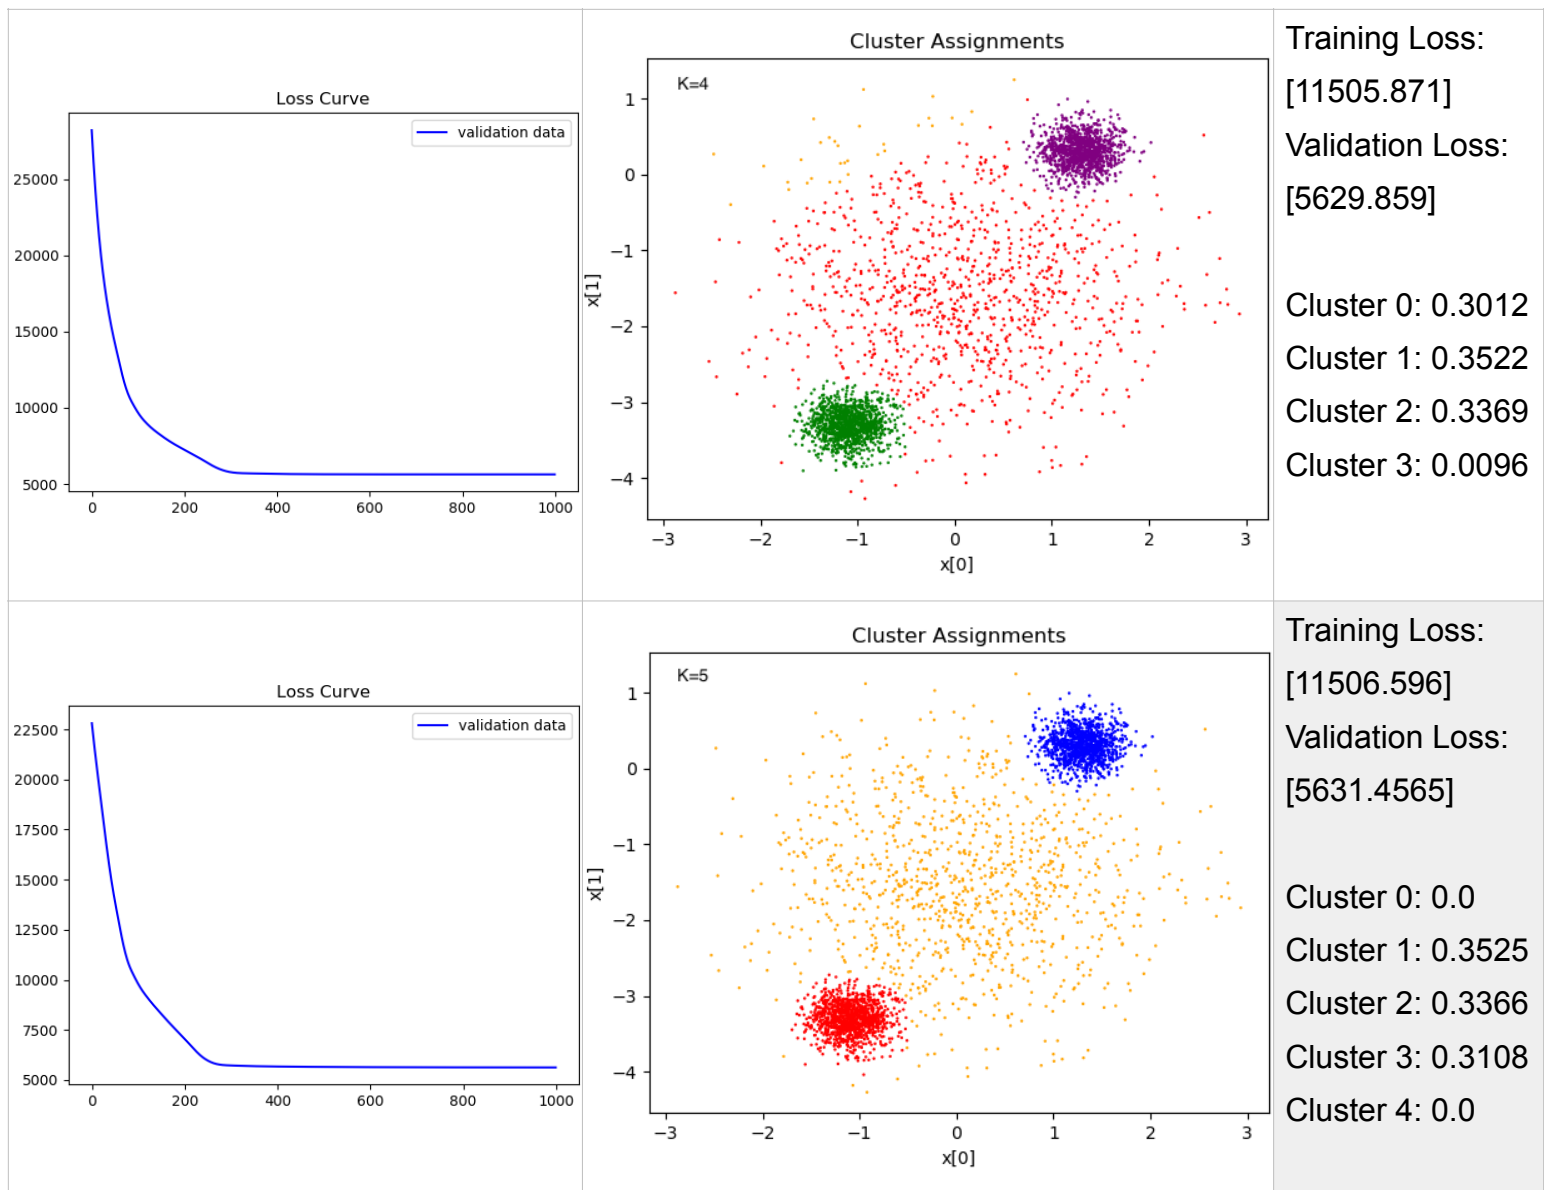 Loss Curve
validation data
25000
20000
15000
10000
5000
0
200
400
600
800
1000
Cluster Assignments
K=4
x[1]
1
0
−1
−2
−3
−4
−3
−2
−1
0
1
2
3
x[0]
Training Loss:
[11505.871]
Validation Loss:
[5629.859]
Cluster 0: 0.3012
Cluster 1: 0.3522
Cluster 2: 0.3369
Cluster 3: 0.0096
Loss Curve
validation data
22500
20000
17500
15000
12500
10000
7500
5000
0
200
400
600
800
1000
Cluster Assignments
K=5
x[1]
1
0
−1
−2
−3
−4
−3
−2
−1
0
1
2
3
x[0]
Training Loss:
[11506.596]
Validation Loss:
[5631.4565]
Cluster 0: 0.0
Cluster 1: 0.3525
Cluster 2: 0.3366
Cluster 3: 0.3108
Cluster 4: 0.0